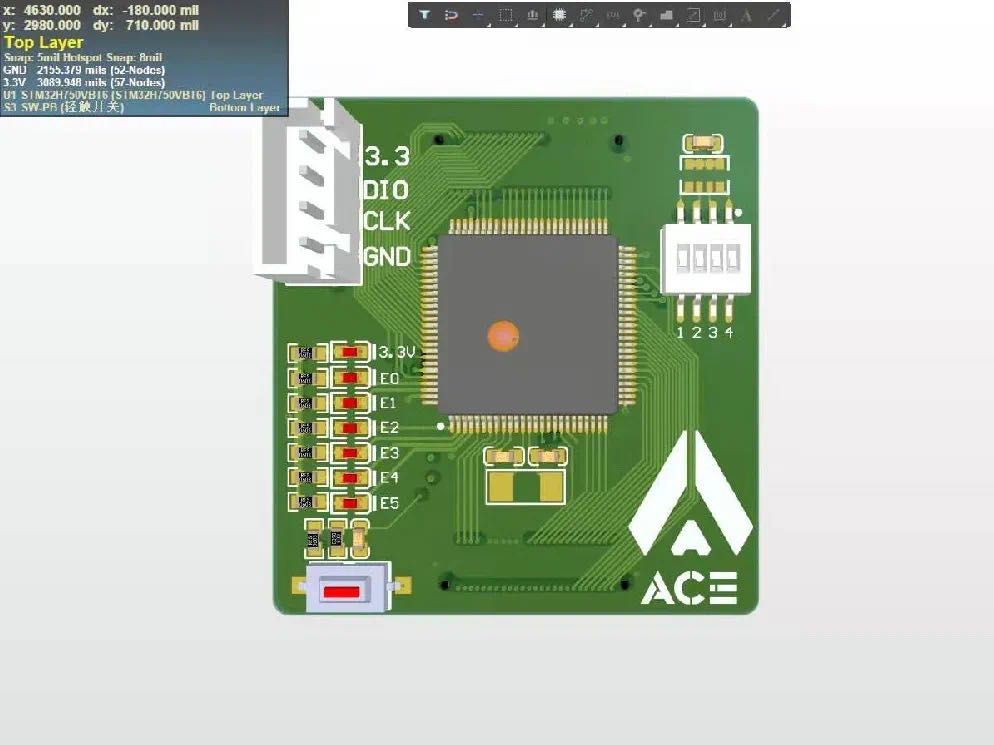 x: 4630.000 dx: -180.000 mil
y: 2980.000 dy: 710.000 mil
Top Layer
Snap: 5mil Hotspot Snap: 8mil
GND 2155.379 mils (52-Nodes)
3.3V 3089.948 mils (57-Nodes)
U1 STM32H750VBT6 (STM32H750VBT6) Top Layer
S3 SW-PB (轻触开关) Bottom Layer
3.3
DIO
CLK
GND
1 2 3 4
3.3V
E0
E1
E2
E3
E4
E5
ACE